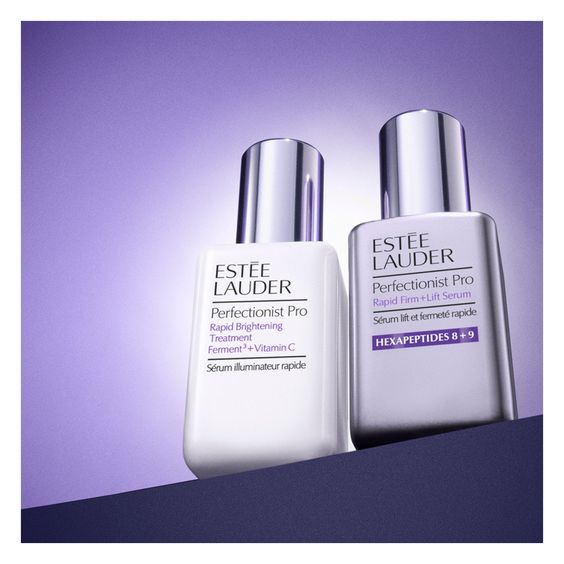 ESTĒE
LAUDER
Perfectionist Pro
Rapid Brightening
Treatment
Ferment³+Vitamin C
Sérum illuminateur rapide
ESTĒE
LAUDER
Perfectionist Pro
Rapid Firm+Lift Serum
Sérum lift et fermeté rapide
HEXAPEPTIDES 8+9